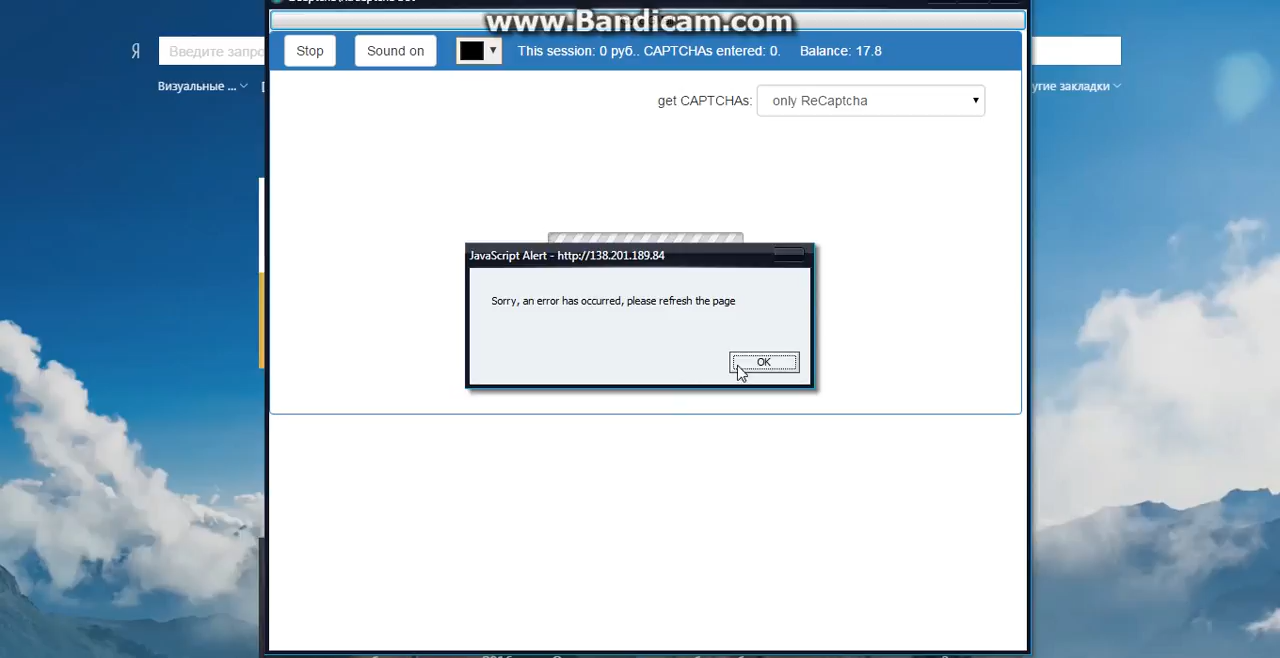 www.Bandicam.com
Stop
Sound on
This session: 0 руб.. CAPTCHAs entered: 0.
Balance: 17.8
Я
Введите запро
Визуальные ...
угие закладки
get CAPTCHAs:
only ReCaptcha
JavaScript Alert - http://138.201.189.84
Sorry, an error has occurred, please refresh the page
OK